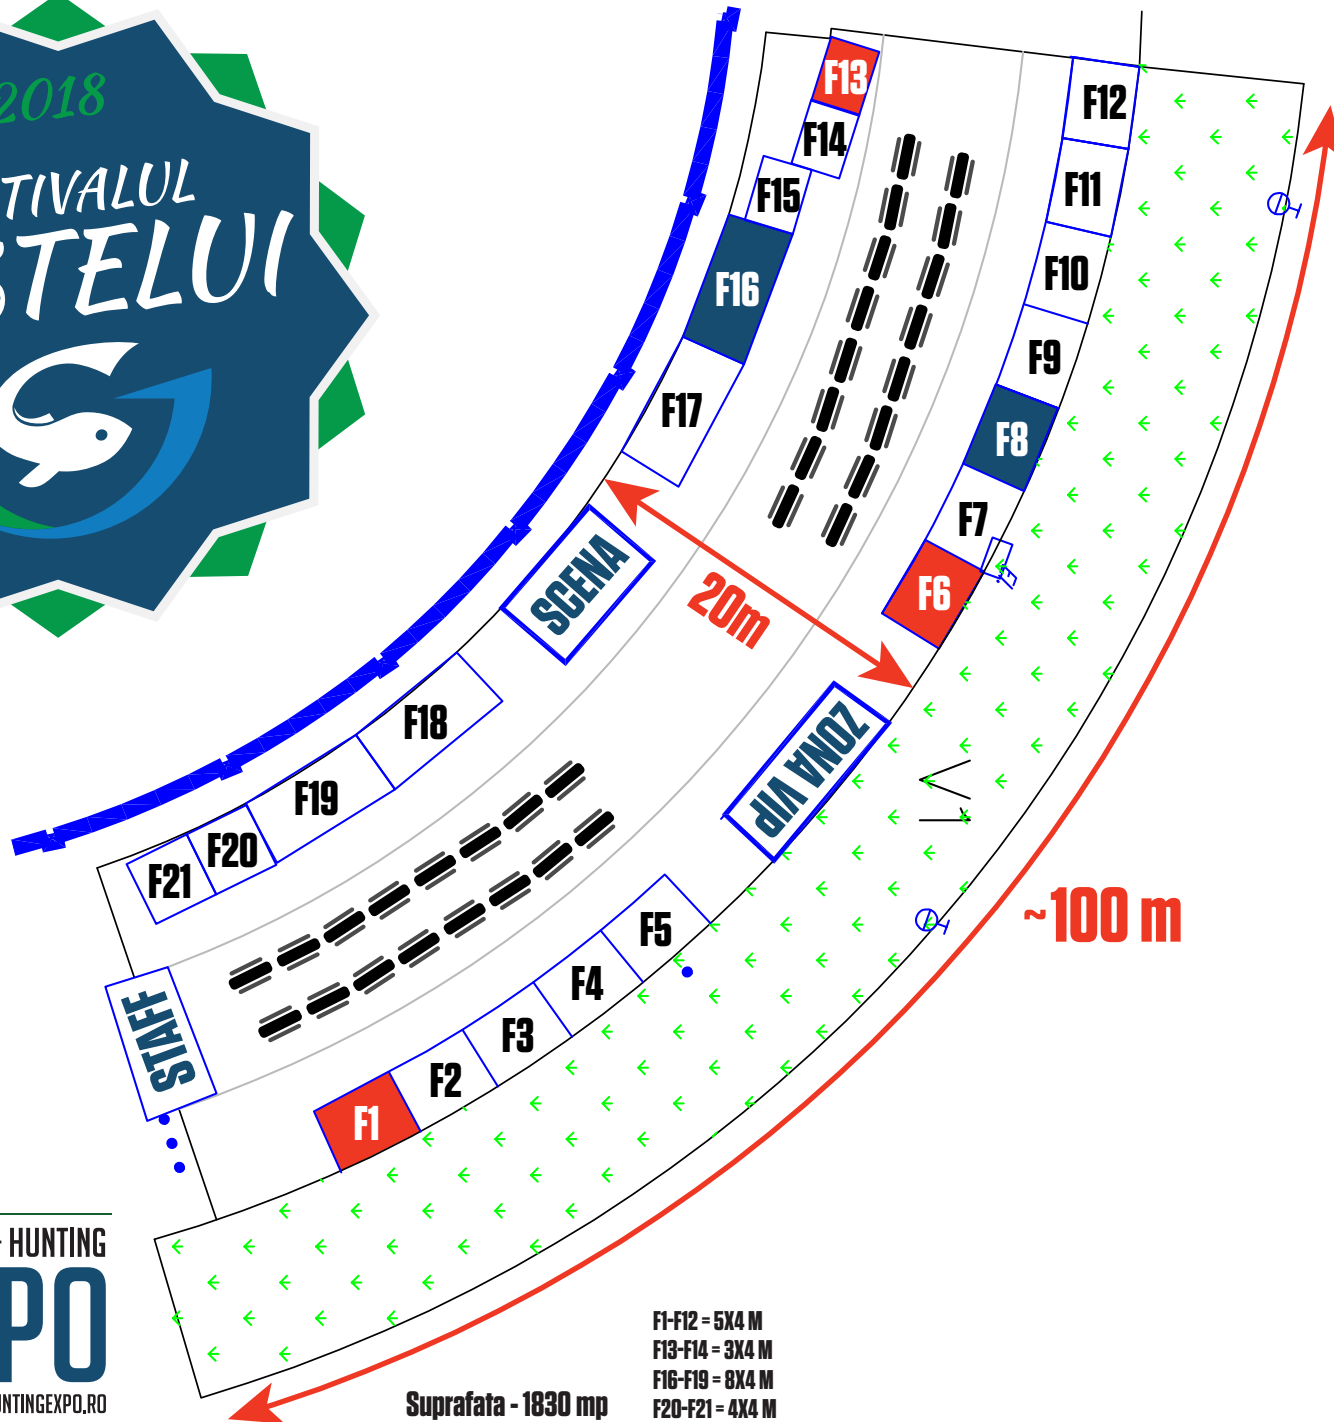 2018
TIVALUL
STELUI
F13
F14
F15
F16
F17
F12
F11
F10
F9
F8
F7
F6
SCENA
20m
ZONA VIP
F18
F19
F20
F21
F5
F4
F3
F2
F1
STAFF
~100 m
HUNTING
PO
UNTINGEXPO.RO
Suprafata - 1830 mp
F1-F12 = 5X4 M
F13-F14 = 3X4 M
F16-F19 = 8X4 M
F20-F21 = 4X4 M